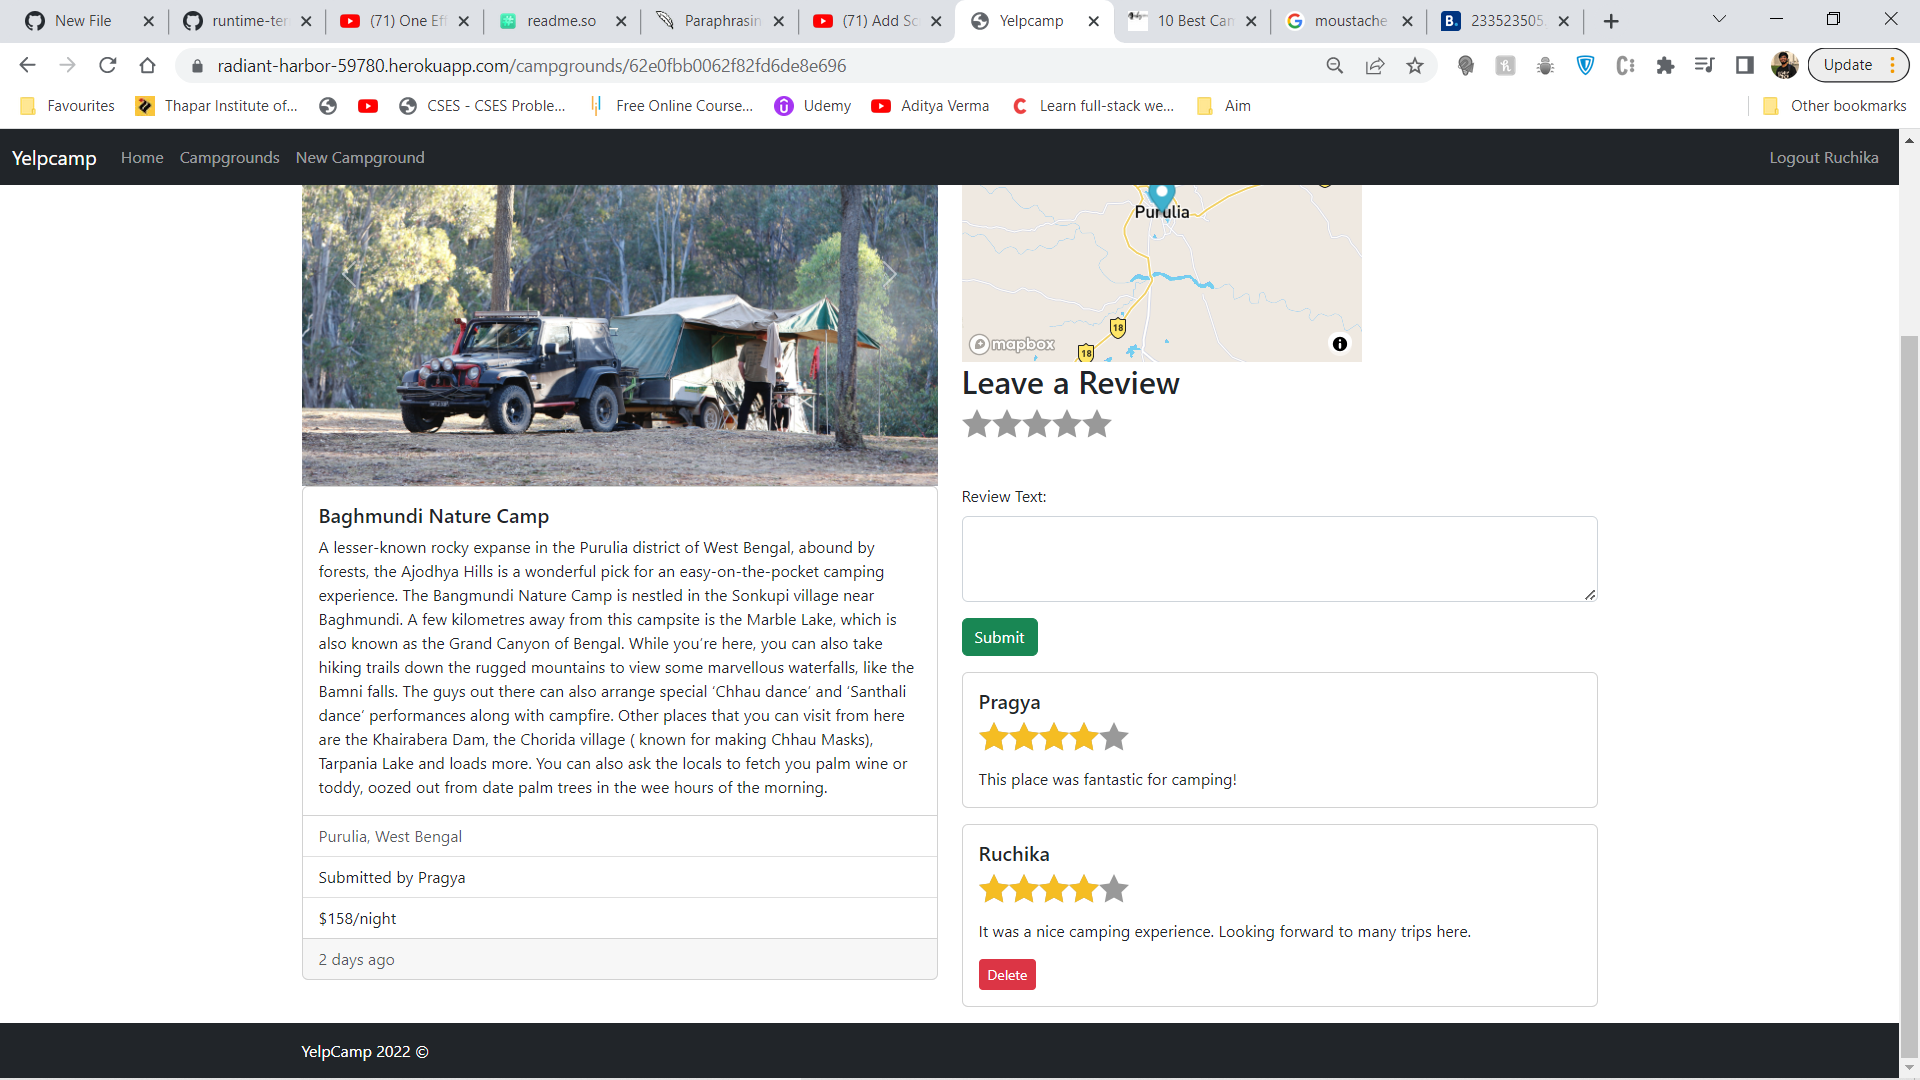 New File
runtime-ter
(71) One Eff
readme.so
Paraphrasin
(71) Add Sc
Yelpcamp
10 Best Cam
moustache
B.
233523505.
radiant-harbor-59780.herokuapp.com/campgrounds/62e0fbb0062f82fd6de8e696
Update
Favourites
Thapar Institute of...
CSES - CSES Proble...
Free Online Course...
Udemy
Aditya Verma
Learn full-stack we...
Aim
Other bookmarks
Yelpcamp
Home
Campgrounds
New Campground
Logout Ruchika
Purulia
18
18
mapbox
Baghmundi Nature Camp
A lesser-known rocky expanse in the Purulia district of West Bengal, abound by
forests, the Ajodhya Hills is a wonderful pick for an easy-on-the-pocket camping
experience. The Bangmundi Nature Camp is nestled in the Sonkupi village near
Baghmundi. A few kilometres away from this campsite is the Marble Lake, which is
also known as the Grand Canyon of Bengal. While you’re here, you can also take
hiking trails down the rugged mountains to view some marvellous waterfalls, like the
Bamni falls. The guys out there can also arrange special ‘Chhau dance’ and ‘Santhali
dance’ performances along with campfire. Other places that you can visit from here
are the Khairabera Dam, the Chorida village ( known for making Chhau Masks),
Tarpania Lake and loads more. You can also ask the locals to fetch you palm wine or
toddy, oozed out from date palm trees in the wee hours of the morning.
Purulia, West Bengal
Submitted by Pragya
$158/night
2 days ago
Leave a Review
Review Text:
Submit
Pragya
This place was fantastic for camping!
Ruchika
It was a nice camping experience. Looking forward to many trips here.
Delete
YelpCamp 2022 ©